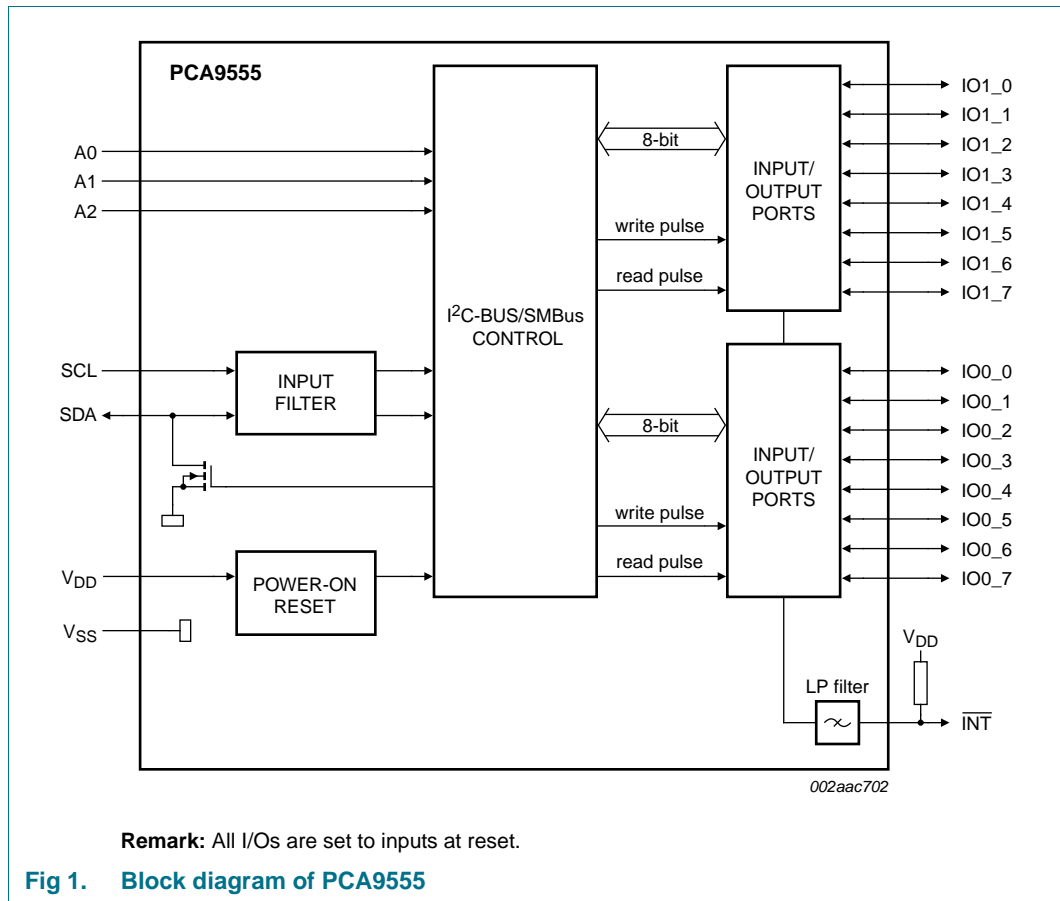 PCA9555
A0
A1
A2
SCL
SDA
VDD
VSS
INPUT
FILTER
POWER-ON
RESET
I²C-BUS/SMBus
CONTROL
8-bit
write pulse
read pulse
INPUT/
OUTPUT
PORTS
IO1_0
IO1_1
IO1_2
IO1_3
IO1_4
IO1_5
IO1_6
IO1_7
8-bit
write pulse
read pulse
INPUT/
OUTPUT
PORTS
IO0_0
IO0_1
IO0_2
IO0_3
IO0_4
IO0_5
IO0_6
IO0_7
VDD
LP filter
INT
002aac702
Remark: All I/Os are set to inputs at reset.
Fig 1. Block diagram of PCA9555